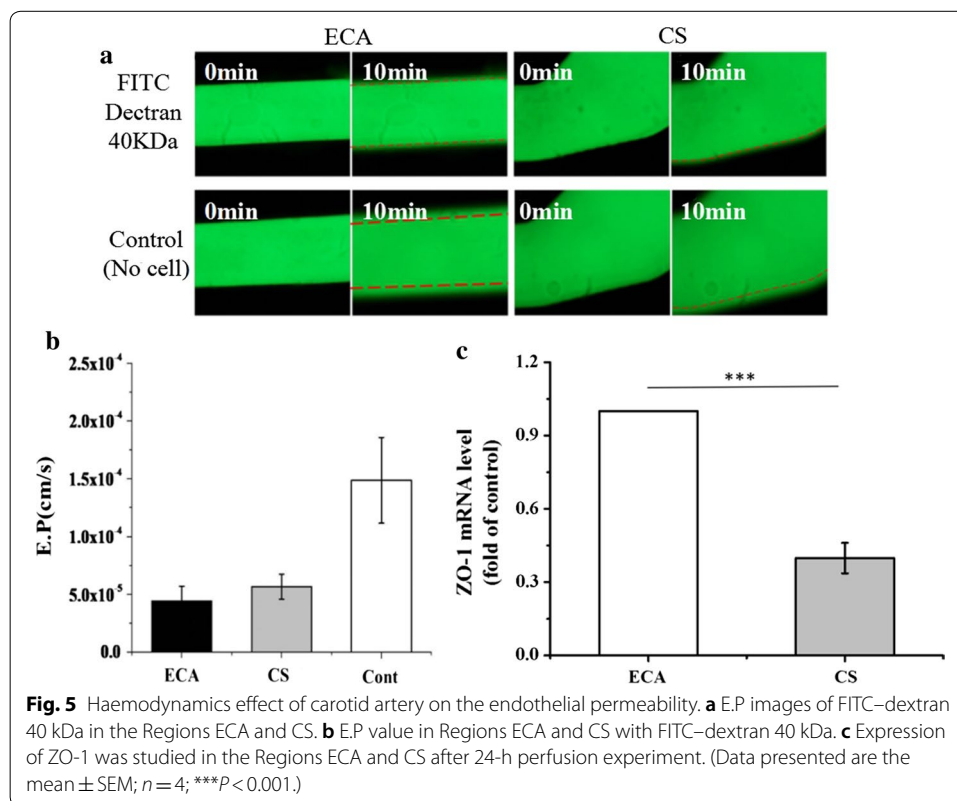 ECA CS
a
FITC
Dectran
40KDa
0min 10min 0min 10min
Control
(No cell)
0min 10min 0min 10min
b
E.P(cm/s)
2.5x10⁻⁴
2.0x10⁻⁴
1.5x10⁻⁴
1.0x10⁻⁴
5.0x10⁻⁵
0.0
ECA CS Cont
c
ZO-1 mRNA level
(fold of control)
1.2
0.9
0.6
0.3
0.0
***
ECA CS
Fig. 5 Haemodynamics effect of carotid artery on the endothelial permeability. a E.P images of FITC–dextran
40 kDa in the Regions ECA and CS. b E.P value in Regions ECA and CS with FITC–dextran 40 kDa. c Expression
of ZO-1 was studied in the Regions ECA and CS after 24-h perfusion experiment. (Data presented are the
mean ± SEM; n = 4; ***P < 0.001.)